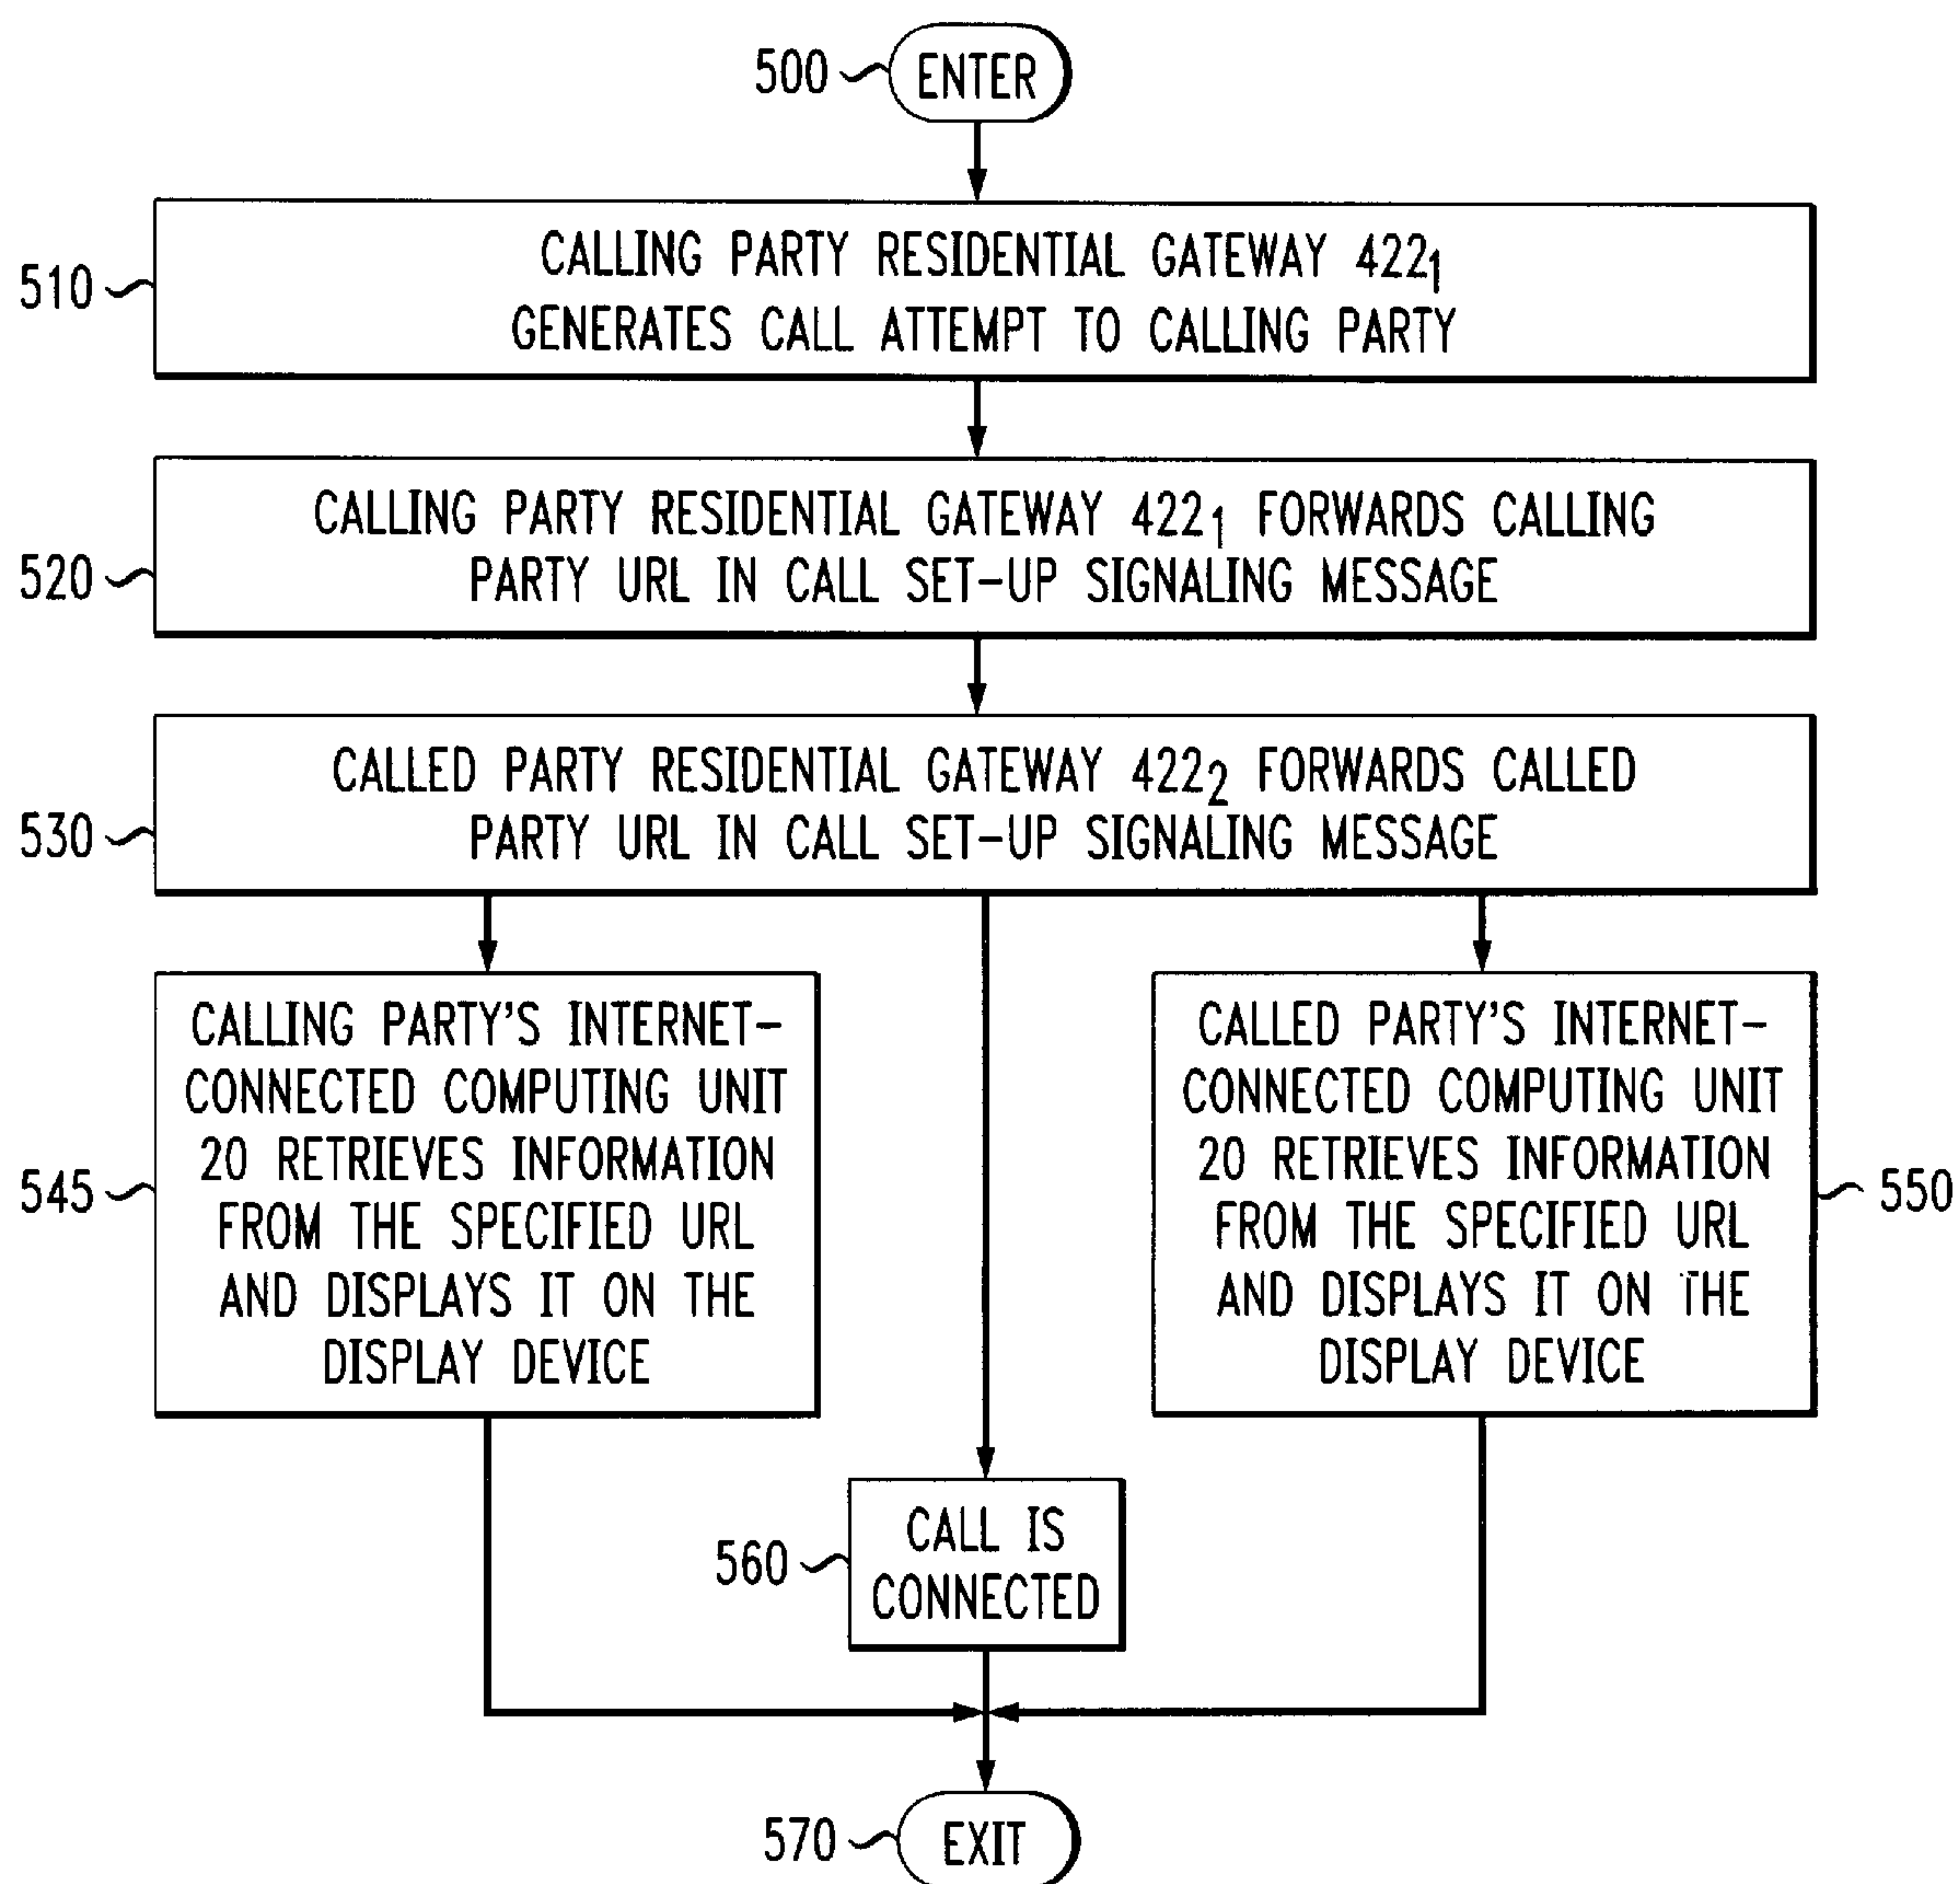 500 ENTER
510
CALLING PARTY RESIDENTIAL GATEWAY 422₁
GENERATES CALL ATTEMPT TO CALLING PARTY
520
CALLING PARTY RESIDENTIAL GATEWAY 422₁ FORWARDS CALLING
PARTY URL IN CALL SET-UP SIGNALING MESSAGE
530
CALLED PARTY RESIDENTIAL GATEWAY 422₂ FORWARDS CALLED
PARTY URL IN CALL SET-UP SIGNALING MESSAGE
545
CALLING PARTY'S INTERNET-
CONNECTED COMPUTING UNIT
20 RETRIEVES INFORMATION
FROM THE SPECIFIED URL
AND DISPLAYS IT ON THE
DISPLAY DEVICE
CALLED PARTY'S INTERNET-
CONNECTED COMPUTING UNIT
20 RETRIEVES INFORMATION
FROM THE SPECIFIED URL
AND DISPLAYS IT ON THE
DISPLAY DEVICE
550
560
CALL IS
CONNECTED
570 EXIT